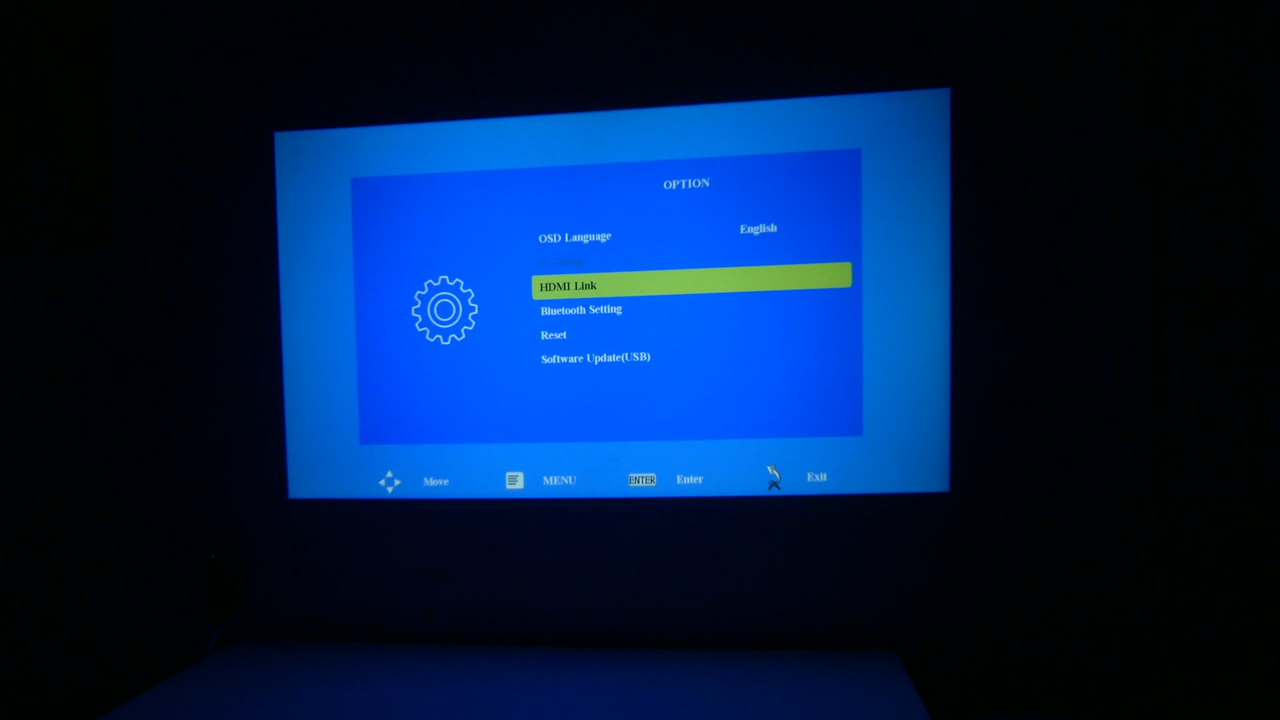 OPTION
OSD Language English
HDMI Link
Bluetooth Setting
Reset
Software Update(USB)
Move MENU ENTER Enter Exit